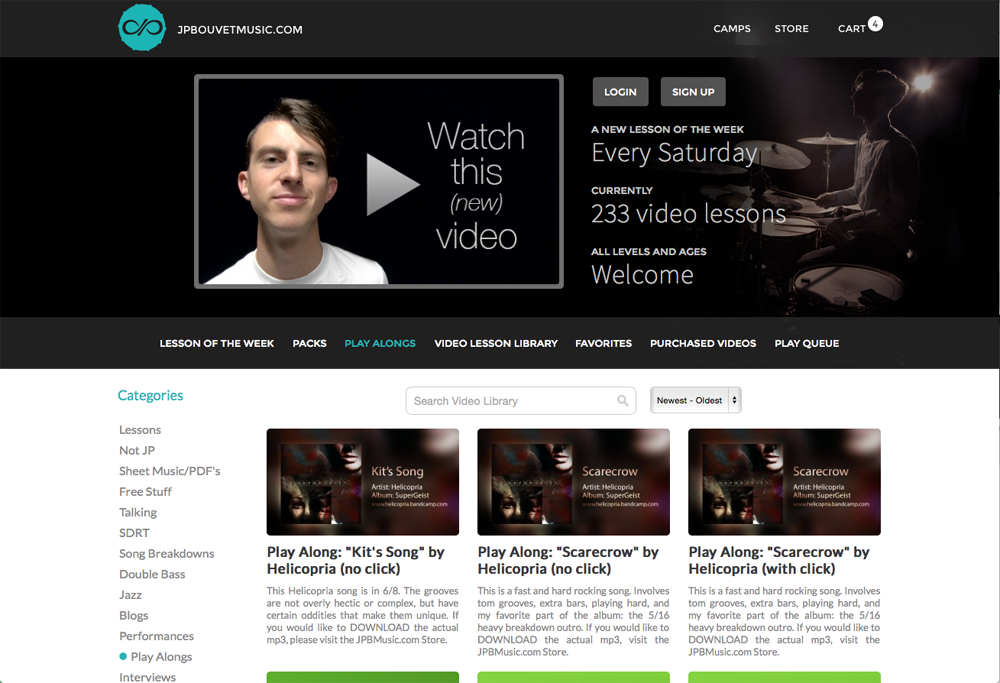 JPBOUVETMUSIC.COM
CAMPS
STORE
CART
4
Watch
this
(new)
video
LOGIN
SIGN UP
A NEW LESSON OF THE WEEK
Every Saturday
CURRENTLY
233 video lessons
ALL LEVELS AND AGES
Welcome
LESSON OF THE WEEK
PACKS
PLAY ALONGS
VIDEO LESSON LIBRARY
FAVORITES
PURCHASED VIDEOS
PLAY QUEUE
Categories
Lessons
Not JP
Sheet Music/PDF's
Free Stuff
Talking
SDRT
Song Breakdowns
Double Bass
Jazz
Blogs
Performances
Play Alongs
Interviews
Search Video Library
Newest - Oldest
Kit's Song
Artist: Helicopria
Album: SuperGeist
www.helicopria.bandcamp.com
Play Along: "Kit's Song" by
Helicopria (no click)
This Helicopria song is in 6/8. The grooves
are not overly hectic or complex, but have
certain oddities that make them unique. If
you would like to DOWNLOAD the actual
mp3, please visit the JPBMusic.com Store.
Scarecrow
Artist: Helicopria
Album: SuperGeist
www.helicopria.bandcamp.com
Play Along: "Scarecrow" by
Helicopria (no click)
This is a fast and hard rocking song. Involves
tom grooves, extra bars, playing hard, and
my favorite part of the album: the 5/16
heavy breakdown outro. If you would like to
DOWNLOAD the actual mp3, visit the
JPBMusic.com Store.
Scarecrow
Artist: Helicopria
Album: SuperGeist
www.helicopria.bandcamp.com
Play Along: "Scarecrow" by
Helicopria (with click)
This is a fast and hard rocking song. Involves
tom grooves, extra bars, playing hard, and
my favorite part of the album: the 5/16
heavy breakdown outro. If you would like to
DOWNLOAD the actual mp3, visit the
JPBMusic.com Store.